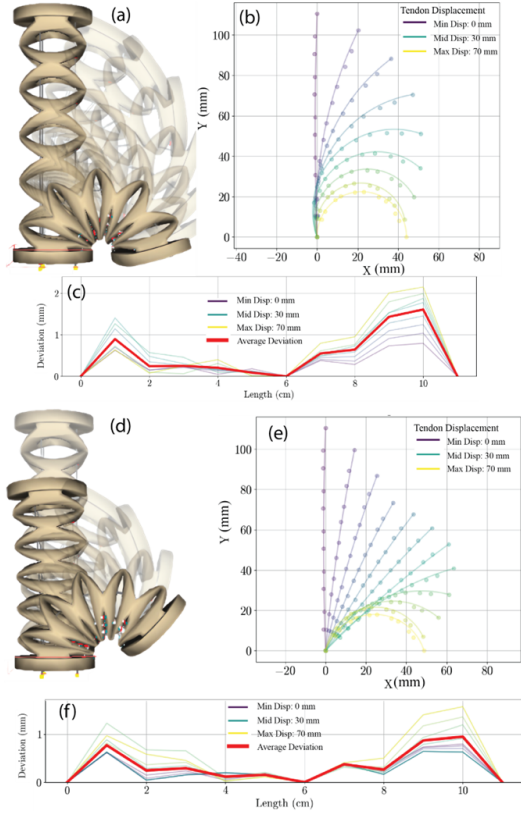 (a)
(b)
Tendon Displacement
Min Disp: 0 mm
Mid Disp: 30 mm
Max Disp: 70 mm
100
80
60
40
20
0
Y (mm)
−40
−20
0
20
40
60
80
X (mm)
(c)
Min Disp: 0 mm
Mid Disp: 30 mm
Max Disp: 70 mm
Average Deviation
2
1
0
Deviation (mm)
0
2
4
6
8
10
Length (cm)
(d)
(e)
Tendon Displacement
Min Disp: 0 mm
Mid Disp: 30 mm
Max Disp: 70 mm
100
80
60
40
20
0
Y (mm)
−20
0
20
40
60
80
X(mm)
(f)
Min Disp: 0 mm
Mid Disp: 30 mm
Max Disp: 70 mm
Average Deviation
1
0
Deviation (mm)
0
2
4
6
8
10
Length (cm)